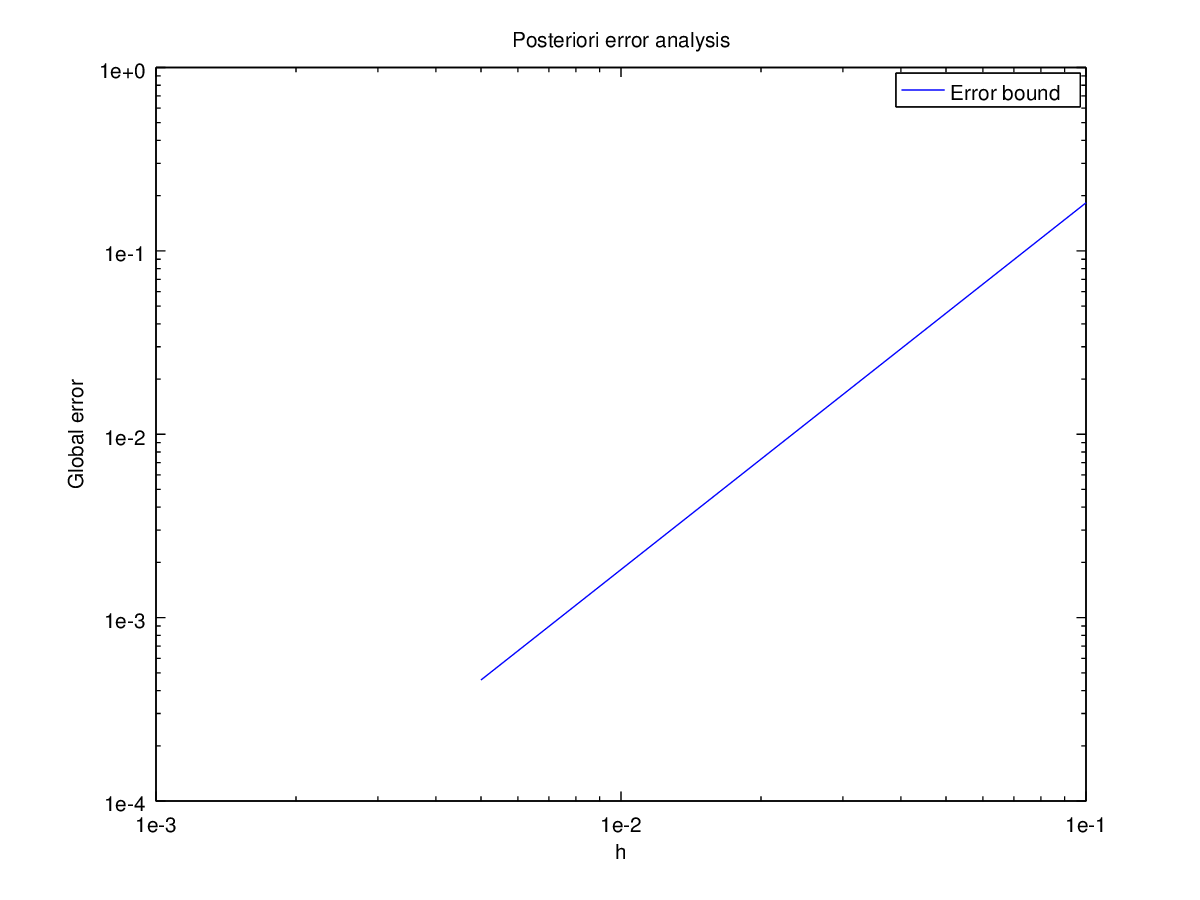 Posteriori error analysis
1e+0
Error bound
1e-1
1e-2
Global error
1e-3
1e-4
1e-3
1e-2
1e-1
h